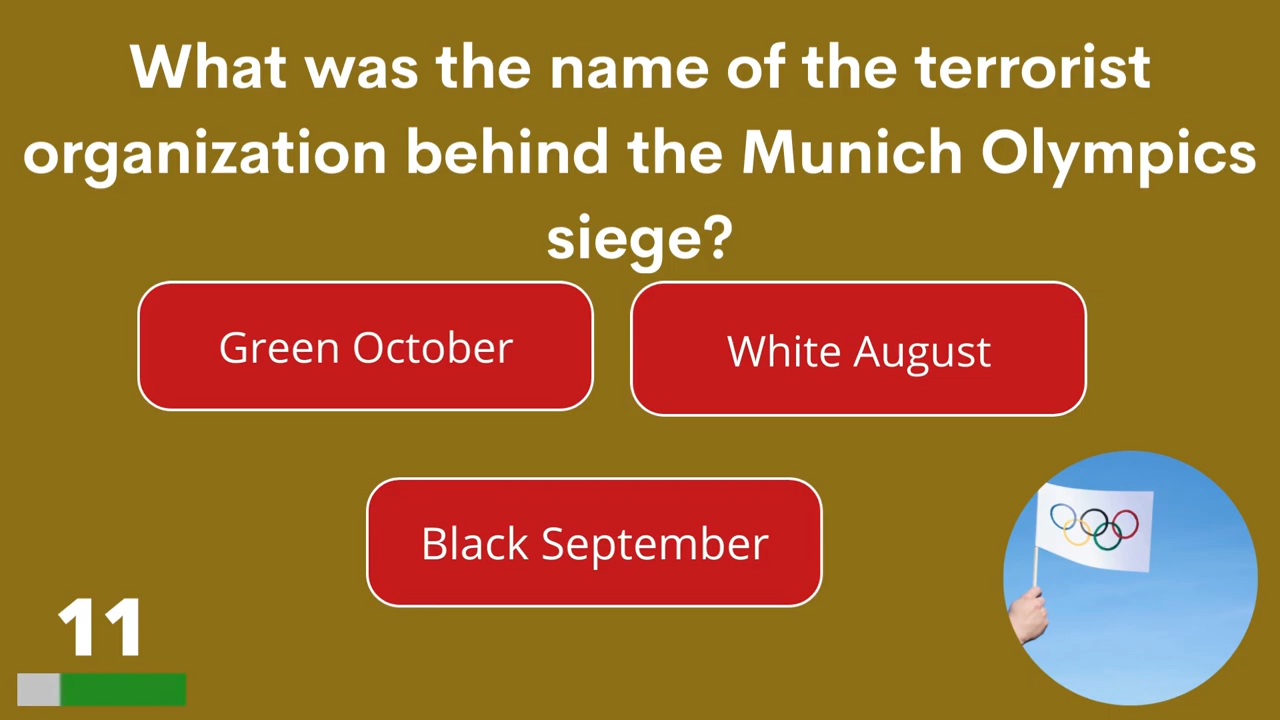 What was the name of the terrorist
organization behind the Munich Olympics
siege?
Green October
White August
Black September
11